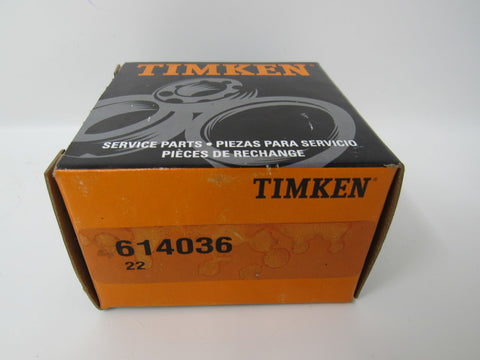 TIMKEN
SERVICE PARTS • PIEZAS PARA SERVICIO
PIÈCES DE RECHANGE
TIMKEN®
614036
22